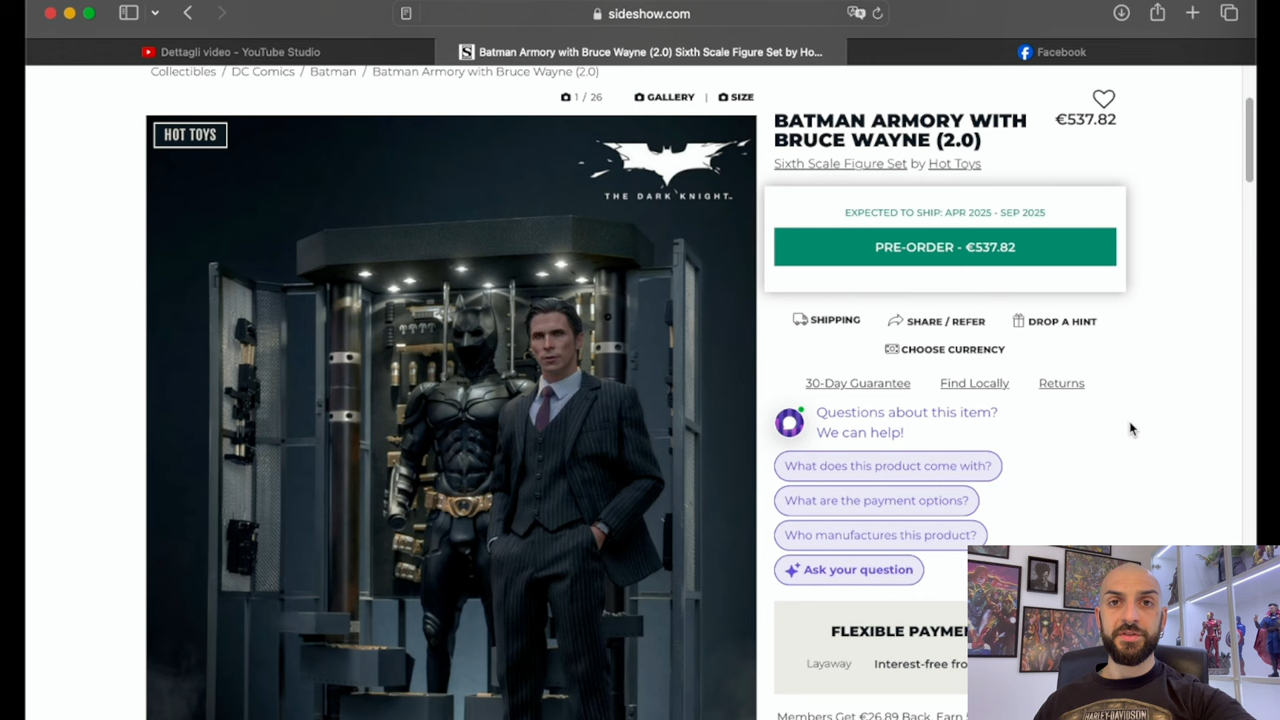 sideshow.com
Dettagli video - YouTube Studio
S
Batman Armory with Bruce Wayne (2.0) Sixth Scale Figure Set by Ho...
Facebook
Collectibles / DC Comics / Batman / Batman Armory with Bruce Wayne (2.0)
1 / 26 GALLERY | SIZE
HOT TOYS
THE DARK KNIGHT
BATMAN ARMORY WITH
BRUCE WAYNE (2.0)
€537.82
Sixth Scale Figure Set by Hot Toys
EXPECTED TO SHIP: APR 2025 - SEP 2025
PRE-ORDER - €537.82
SHIPPING SHARE / REFER DROP A HINT
CHOOSE CURRENCY
30-Day Guarantee Find Locally Returns
Questions about this item?
We can help!
What does this product come with?
What are the payment options?
Who manufactures this product?
Ask your question
FLEXIBLE PAYME
Layaway Interest-free fro
Members Get €26.89 Back. Earn
HARLEY-DAVIDSON